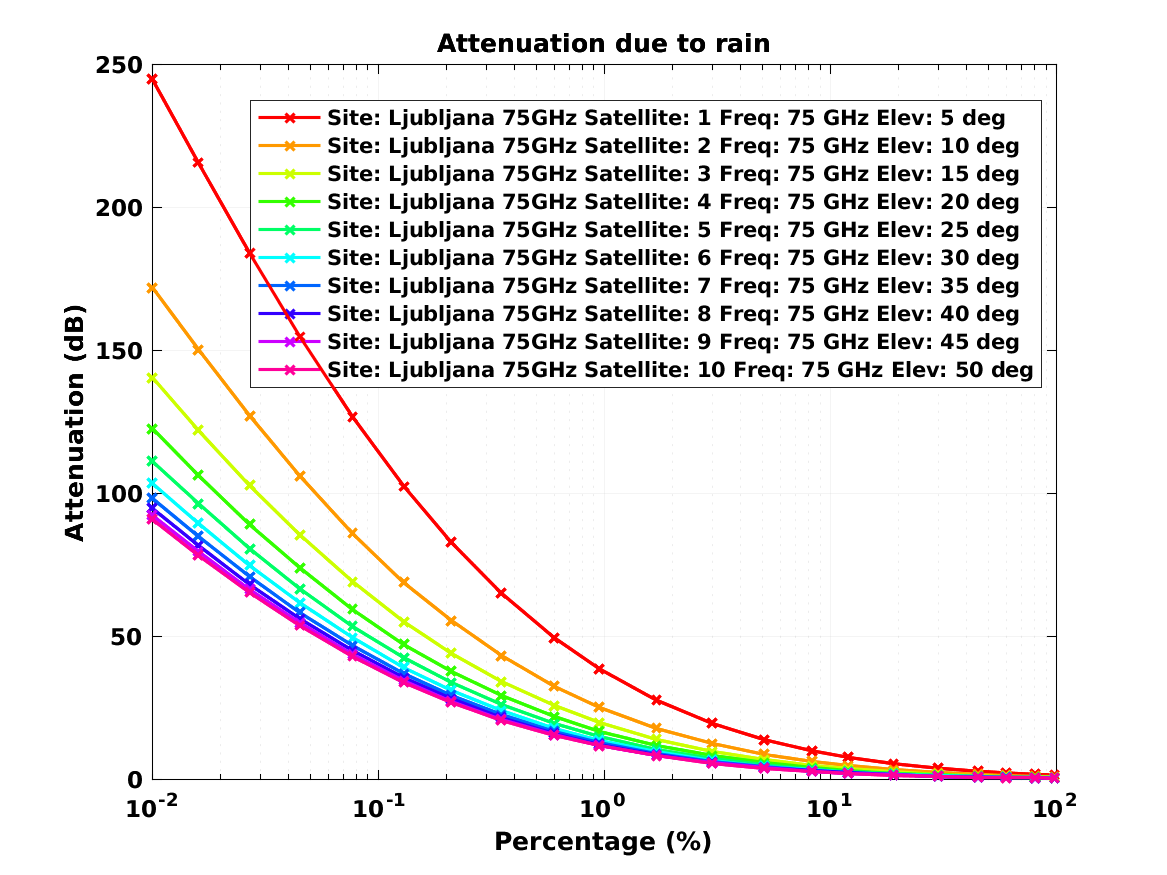 Attenuation due to rain
250
200
150
100
50
0
Attenuation (dB)
Site: Ljubljana 75GHz Satellite: 1 Freq: 75 GHz Elev: 5 deg
Site: Ljubljana 75GHz Satellite: 2 Freq: 75 GHz Elev: 10 deg
Site: Ljubljana 75GHz Satellite: 3 Freq: 75 GHz Elev: 15 deg
Site: Ljubljana 75GHz Satellite: 4 Freq: 75 GHz Elev: 20 deg
Site: Ljubljana 75GHz Satellite: 5 Freq: 75 GHz Elev: 25 deg
Site: Ljubljana 75GHz Satellite: 6 Freq: 75 GHz Elev: 30 deg
Site: Ljubljana 75GHz Satellite: 7 Freq: 75 GHz Elev: 35 deg
Site: Ljubljana 75GHz Satellite: 8 Freq: 75 GHz Elev: 40 deg
Site: Ljubljana 75GHz Satellite: 9 Freq: 75 GHz Elev: 45 deg
Site: Ljubljana 75GHz Satellite: 10 Freq: 75 GHz Elev: 50 deg
10⁻² 10⁻¹ 10⁰ 10¹ 10²
Percentage (%)